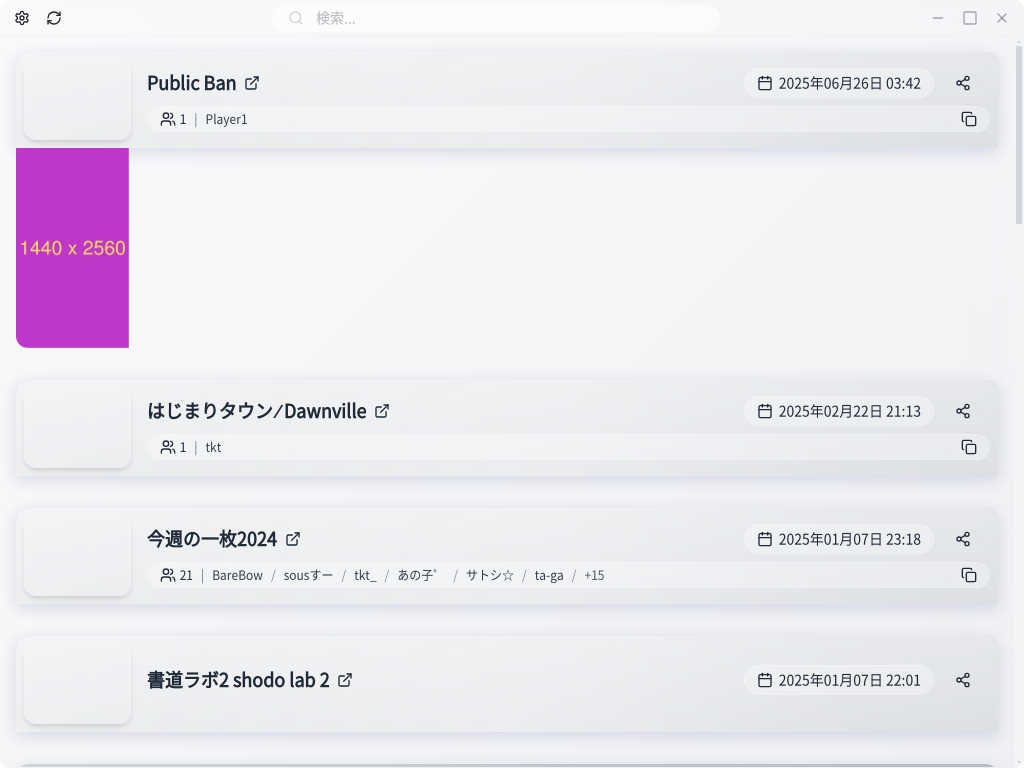 検索...
Public Ban
2025年06月26日 03:42
1 | Player1
1440 x 2560
はじまりタウン⁄Dawnville
2025年02月22日 21:13
1 | tkt
今週の一枚2024
2025年01月07日 23:18
21 | BareBow / sousすー / tkt_ / あの子゜ / サトシ☆ / ta-ga / +15
書道ラボ2 shodo lab 2
2025年01月07日 22:01